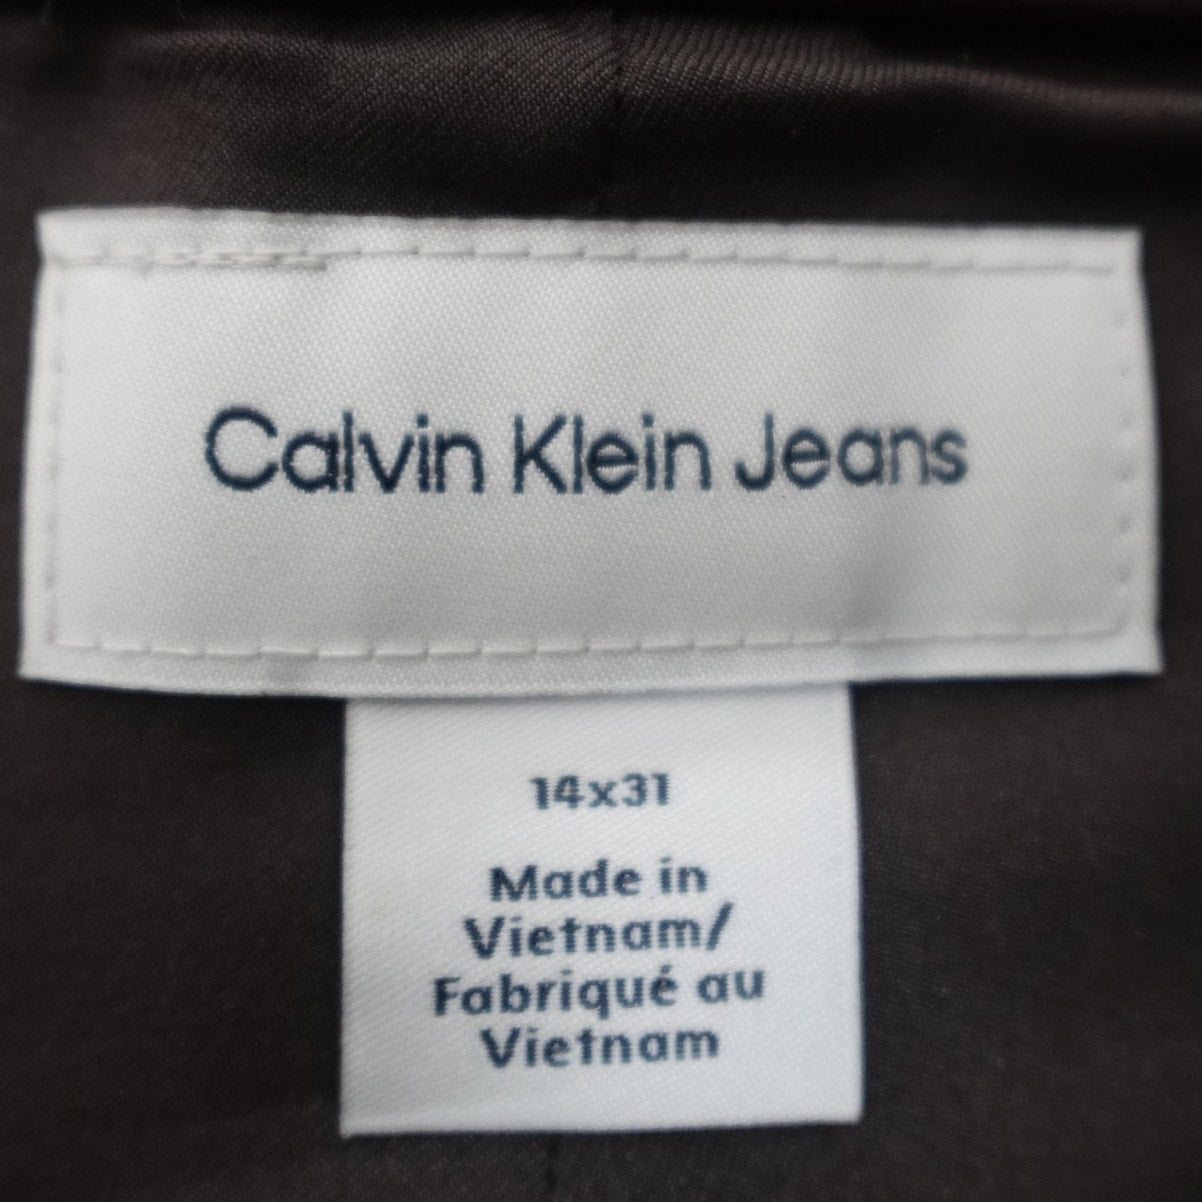 Calvin Klein Jeans
14x31
Made in
Vietnam/
Fabriqué au
Vietnam